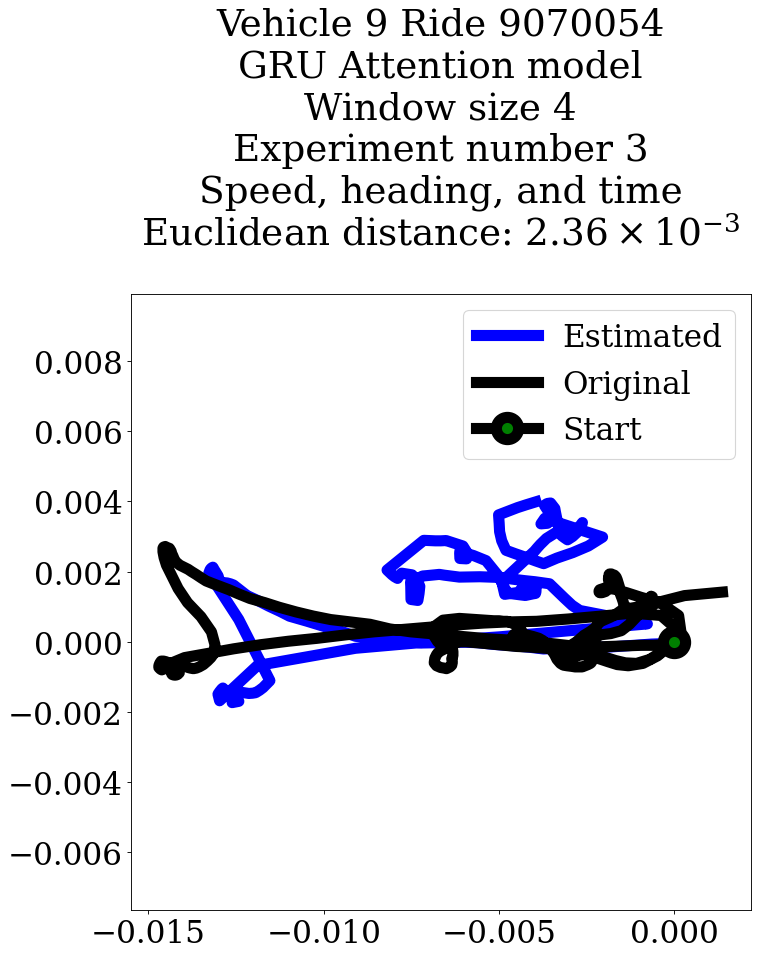 Vehicle 9 Ride 9070054
GRU Attention model
Window size 4
Experiment number 3
Speed, heading, and time
Euclidean distance: 2.36 × 10⁻³
Estimated
Original
Start
0.008
0.006
0.004
0.002
0.000
−0.002
−0.004
−0.006
−0.015 −0.010 −0.005 0.000